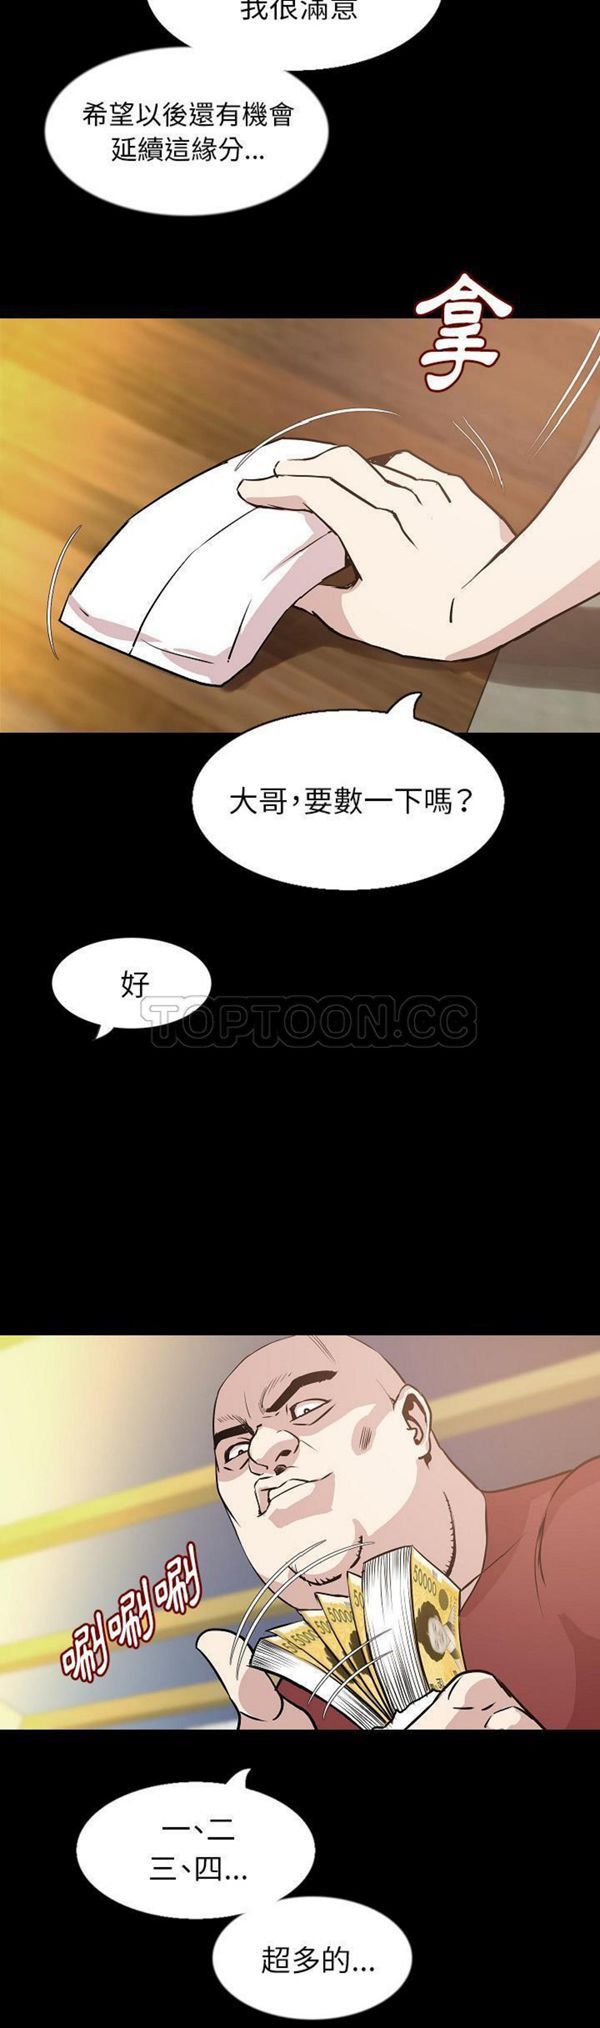 我很滿意
希望以後還有機會
延續這緣分...
拿
大哥,要數一下嗎?
好
TOPTOON.CC
唰唰唰
50000
50000
一、二
三、四...
超多的...